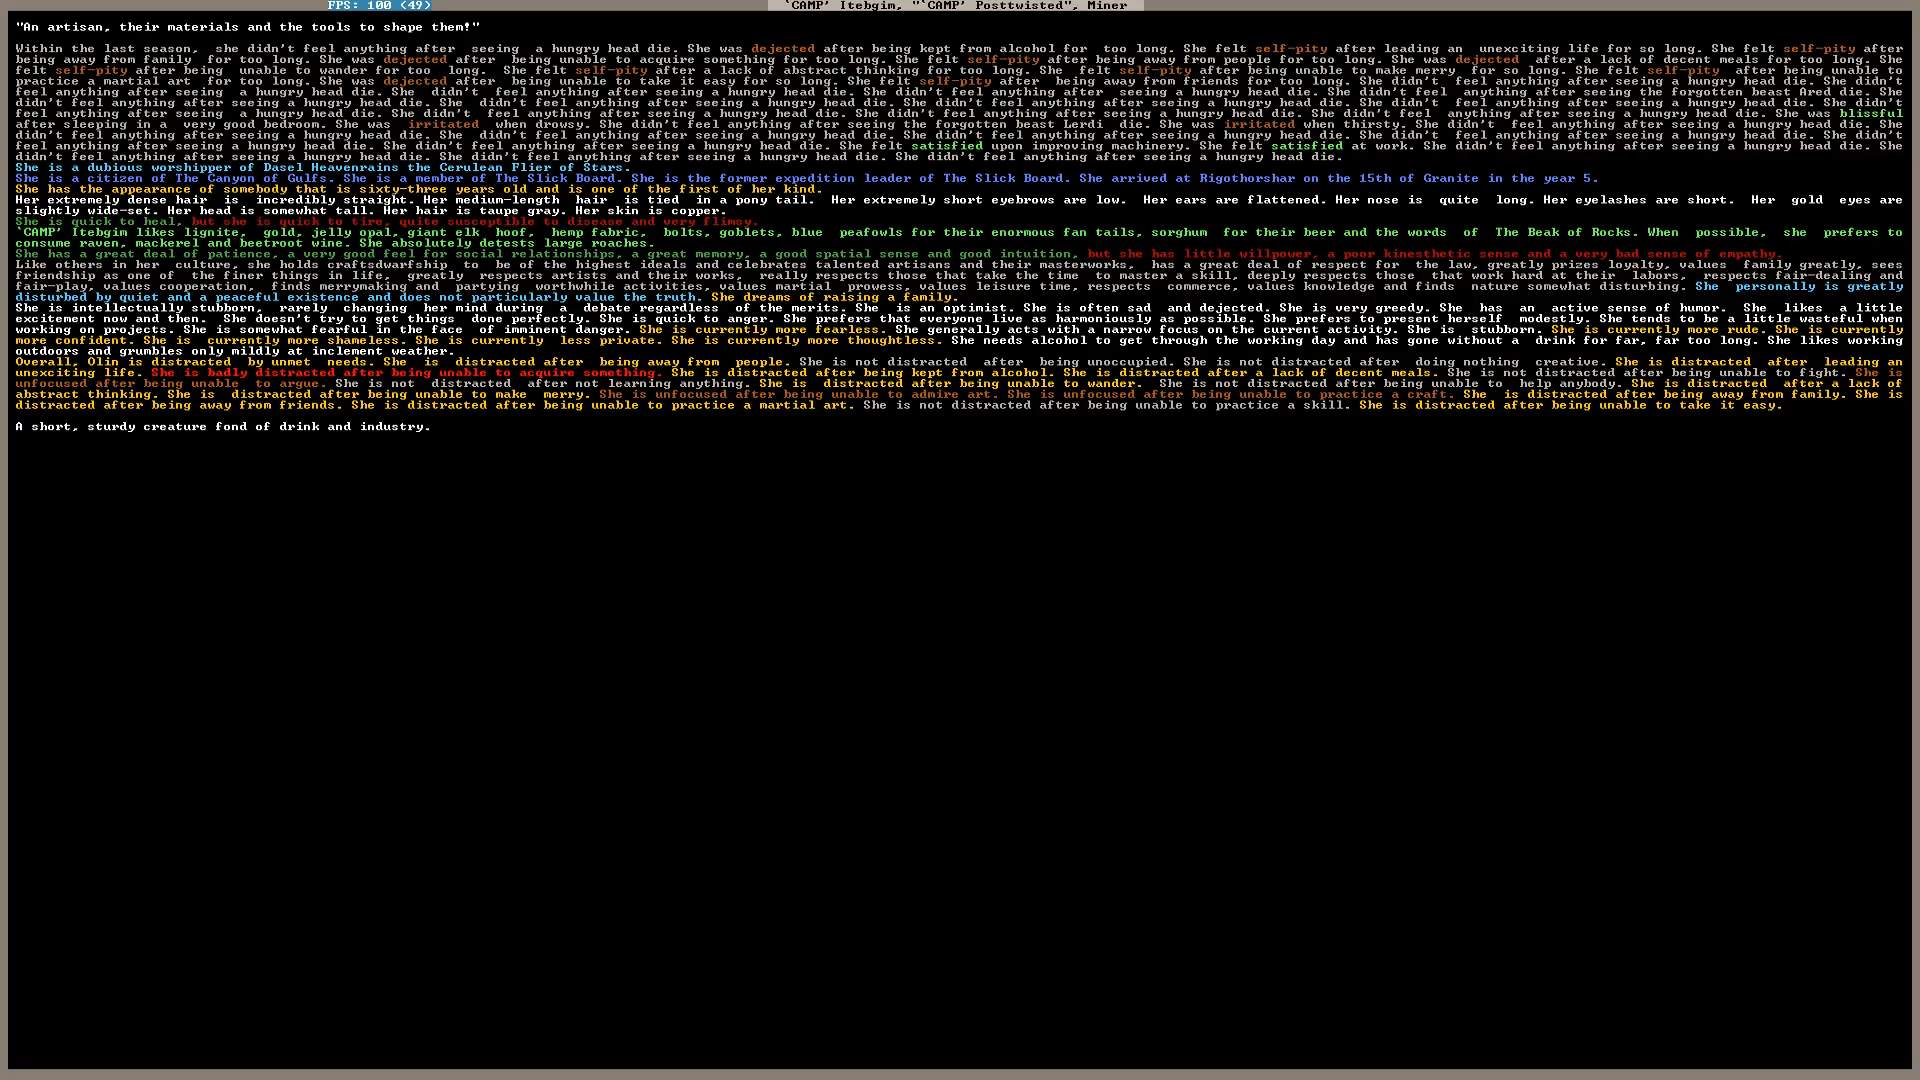 FPS: 100 (49)
`CAMP' Itebgim, "`CAMP' Posttwisted", Miner
"An artisan, their materials and the tools to shape them!"
Within the last season, she didn't feel anything after seeing a hungry head die. She was dejected after being kept from alcohol for too long. She felt self-pity after leading an unexciting life for so long. She felt self-pity after
being away from family for too long. She was dejected after being unable to acquire something for too long. She felt self-pity after being away from people for too long. She was dejected after a lack of decent meals for too long. She
felt self-pity after being unable to wander for too long. She felt self-pity after a lack of abstract thinking for too long. She felt self-pity after being unable to make merry for so long. She felt self-pity after being unable to
practice a martial art for too long. She was dejected after being unable to take it easy for so long. She felt self-pity after being away from friends for too long. She didn't feel anything after seeing a hungry head die. She didn't
feel anything after seeing a hungry head die. She didn't feel anything after seeing a hungry head die. She didn't feel anything after seeing a hungry head die. She didn't feel anything after seeing the forgotten beast Ared die. She
didn't feel anything after seeing a hungry head die. She didn't feel anything after seeing a hungry head die. She didn't feel anything after seeing a hungry head die. She didn't feel anything after seeing a hungry head die. She didn't
feel anything after seeing a hungry head die. She didn't feel anything after seeing a hungry head die. She didn't feel anything after seeing a hungry head die. She didn't feel anything after seeing a hungry head die. She was blissful
after sleeping in a very good bedroom. She was irritated when drowsy. She didn't feel anything after seeing the forgotten beast Lerdi die. She was irritated when thirsty. She didn't feel anything after seeing a hungry head die. She
didn't feel anything after seeing a hungry head die. She didn't feel anything after seeing a hungry head die. She didn't feel anything after seeing a hungry head die. She didn't feel anything after seeing a hungry head die. She didn't
feel anything after seeing a hungry head die. She didn't feel anything after seeing a hungry head die. She felt satisfied upon improving machinery. She felt satisfied at work. She didn't feel anything after seeing a hungry head die. She
didn't feel anything after seeing a hungry head die. She didn't feel anything after seeing a hungry head die. She didn't feel anything after seeing a hungry head die.
She is a dubious worshipper of Dasel Heavenrains the Cerulean Flier of Stars.
She is a citizen of The Canyon of Gulfs. She is a member of The Slick Board. She is the former expedition leader of The Slick Board. She arrived at Rigothorshar on the 15th of Granite in the year 5.
She has the appearance of somebody that is sixty-three years old and is one of the first of her kind.
Her extremely dense hair is incredibly straight. Her medium-length hair is tied in a pony tail. Her extremely short eyebrows are low. Her ears are flattened. Her nose is quite long. Her eyelashes are short. Her gold eyes are
slightly wide-set. Her head is somewhat tall. Her hair is taupe gray. Her skin is copper.
She is quick to heal, but she is quick to tire, quite susceptible to disease and very flimsy.
`CAMP' Itebgim likes lignite, gold, jelly opal, giant elk hoof, hemp fabric, bolts, goblets, blue peafowls for their enormous fan tails, sorghum for their beer and the words of The Beak of Rocks. When possible, she prefers to
consume raven, mackerel and beetroot wine. She absolutely detests large roaches.
She has a great deal of patience, a very good feel for social relationships, a great memory, a good spatial sense and good intuition, but she has little willpower, a poor kinesthetic sense and a very bad sense of empathy.
Like others in her culture, she holds craftsdwarfship to be of the highest ideals and celebrates talented artisans and their masterworks, has a great deal of respect for the law, greatly prizes loyalty, values family greatly, sees
friendship as one of the finer things in life, greatly respects artists and their works, really respects those that take the time to master a skill, deeply respects those that work hard at their labors, respects fair-dealing and
fair-play, values cooperation, finds merrymaking and partying worthwhile activities, values martial prowess, values leisure time, respects commerce, values knowledge and finds nature somewhat disturbing. She personally is greatly
disturbed by quiet and a peaceful existence and does not particularly value the truth. She dreams of raising a family.
She is intellectually stubborn, rarely changing her mind during a debate regardless of the merits. She is an optimist. She is often sad and dejected. She is very greedy. She has an active sense of humor. She likes a little
excitement now and then. She doesn't try to get things done perfectly. She is quick to anger. She prefers that everyone live as harmoniously as possible. She prefers to present herself modestly. She tends to be a little wasteful when
working on projects. She is somewhat fearful in the face of imminent danger. She is currently more fearless. She generally acts with a narrow focus on the current activity. She is stubborn. She is currently more rude. She is currently
more confident. She is currently more shameless. She is currently less private. She is currently more thoughtless. She needs alcohol to get through the working day and has gone without a drink for far, far too long. She likes working
outdoors and grumbles only mildly at inclement weather.
Overall, Olin is distracted by unmet needs. She is distracted after being away from people. She is not distracted after being unoccupied. She is not distracted after doing nothing creative. She is distracted after leading an
unexciting life. She is badly distracted after being unable to acquire something. She is distracted after being kept from alcohol. She is distracted after a lack of decent meals. She is not distracted after being unable to fight. She is
unfocused after being unable to argue. She is not distracted after not learning anything. She is distracted after being unable to wander. She is not distracted after being unable to help anybody. She is distracted after a lack of
abstract thinking. She is distracted after being unable to make merry. She is unfocused after being unable to admire art. She is unfocused after being unable to practice a craft. She is distracted after being away from family. She is
distracted after being away from friends. She is distracted after being unable to practice a martial art. She is not distracted after being unable to practice a skill. She is distracted after being unable to take it easy.
A short, sturdy creature fond of drink and industry.